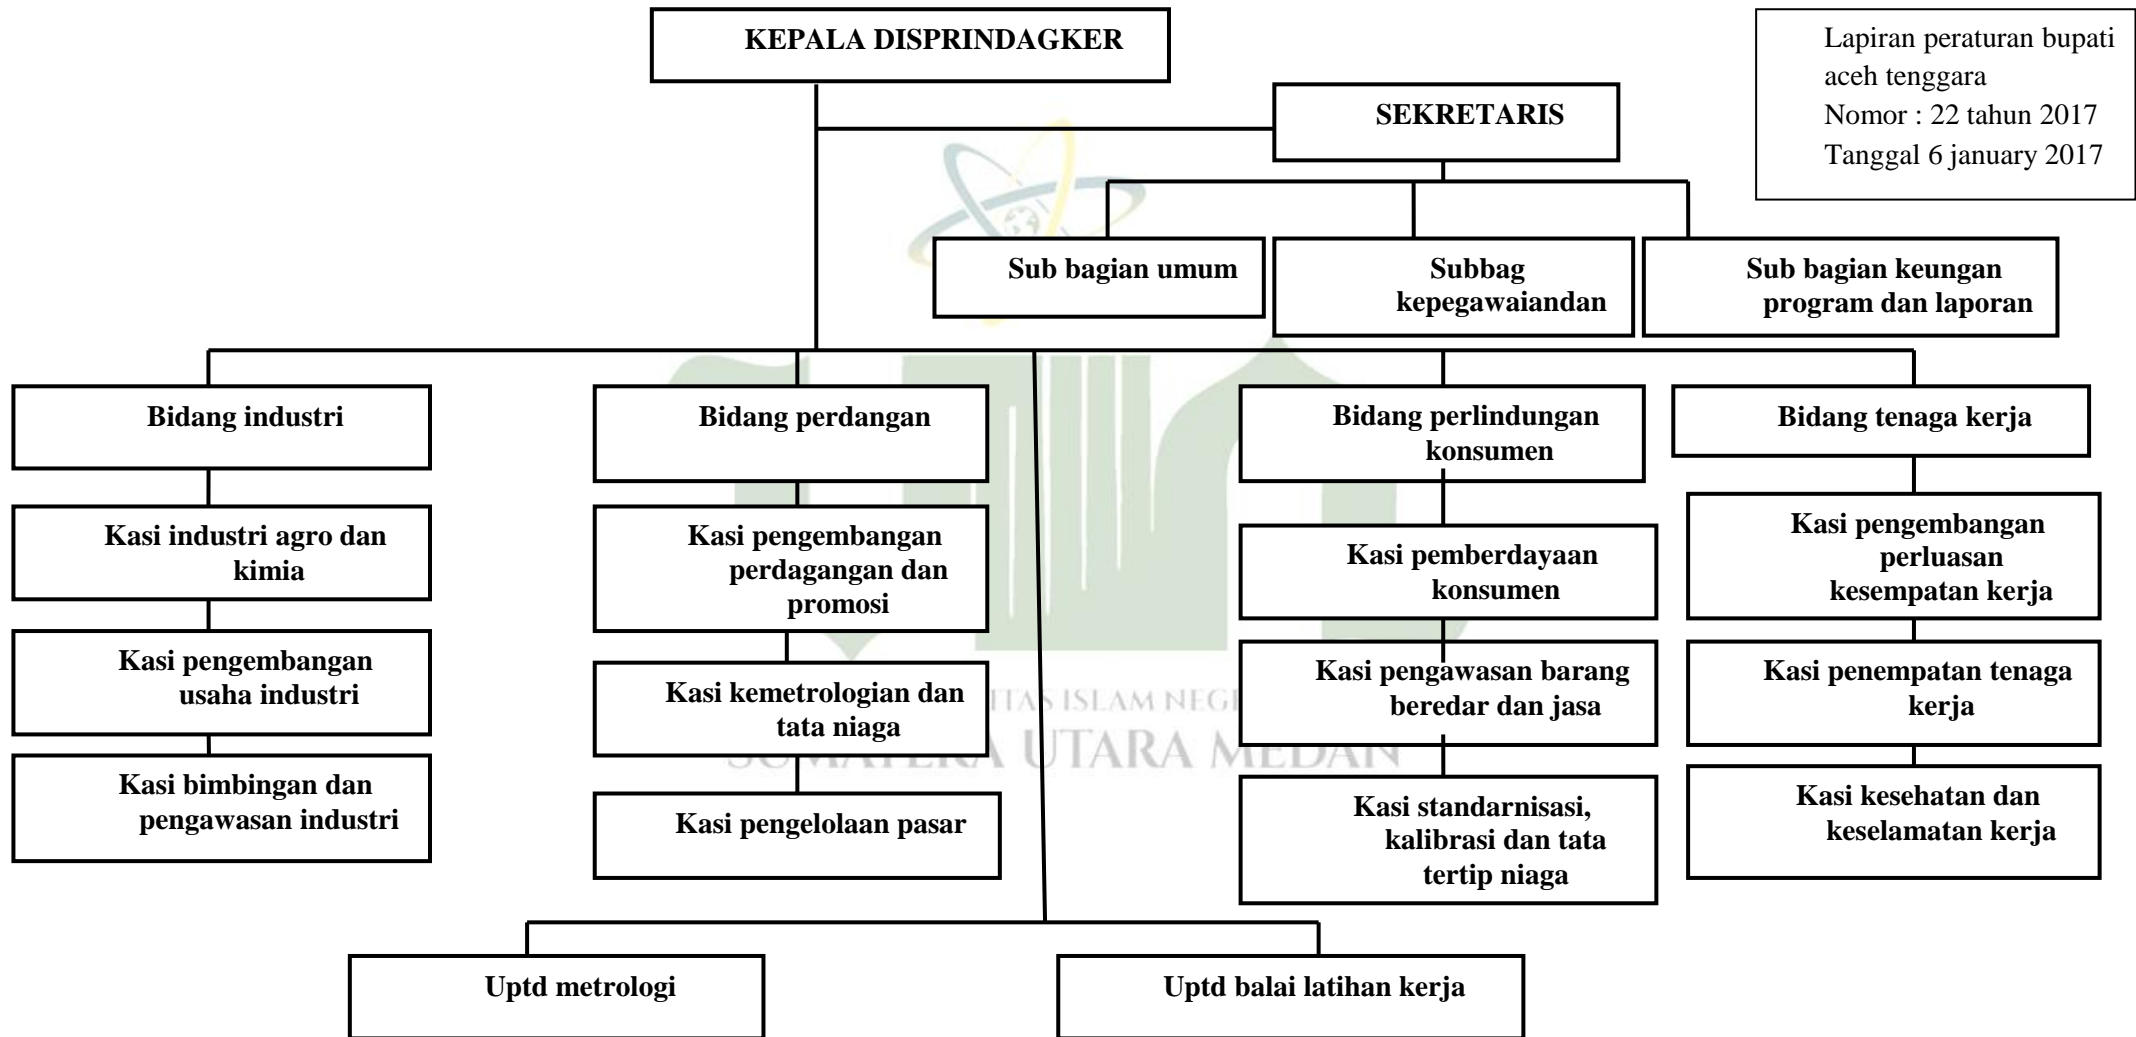 KEPALA DISPRINDAGKER
Lapiran peraturan bupati
aceh tenggara
Nomor : 22 tahun 2017
Tanggal 6 january 2017
SEKRETARIS
Sub bagian umum
Subbag
kepegawaiandan
Sub bagian keungan
program dan laporan
Bidang industri
Bidang perdangan
Bidang perlindungan
konsumen
Bidang tenaga kerja
Kasi industri agro dan
kimia
Kasi pengembangan
perdagangan dan
promosi
Kasi pemberdayaan
konsumen
Kasi pengembangan
perluasan
kesempatan kerja
Kasi pengembangan
usaha industri
Kasi kemetrologian dan
tata niaga
Kasi pengawasan barang
beredar dan jasa
Kasi penempatan tenaga
kerja
Kasi bimbingan dan
pengawasan industri
Kasi pengelolaan pasar
Kasi standarnisasi,
kalibrasi dan tata
tertip niaga
Kasi kesehatan dan
keselamatan kerja
ISLAM
UTARA MEDAN
Uptd metrologi
Uptd balai latihan kerja